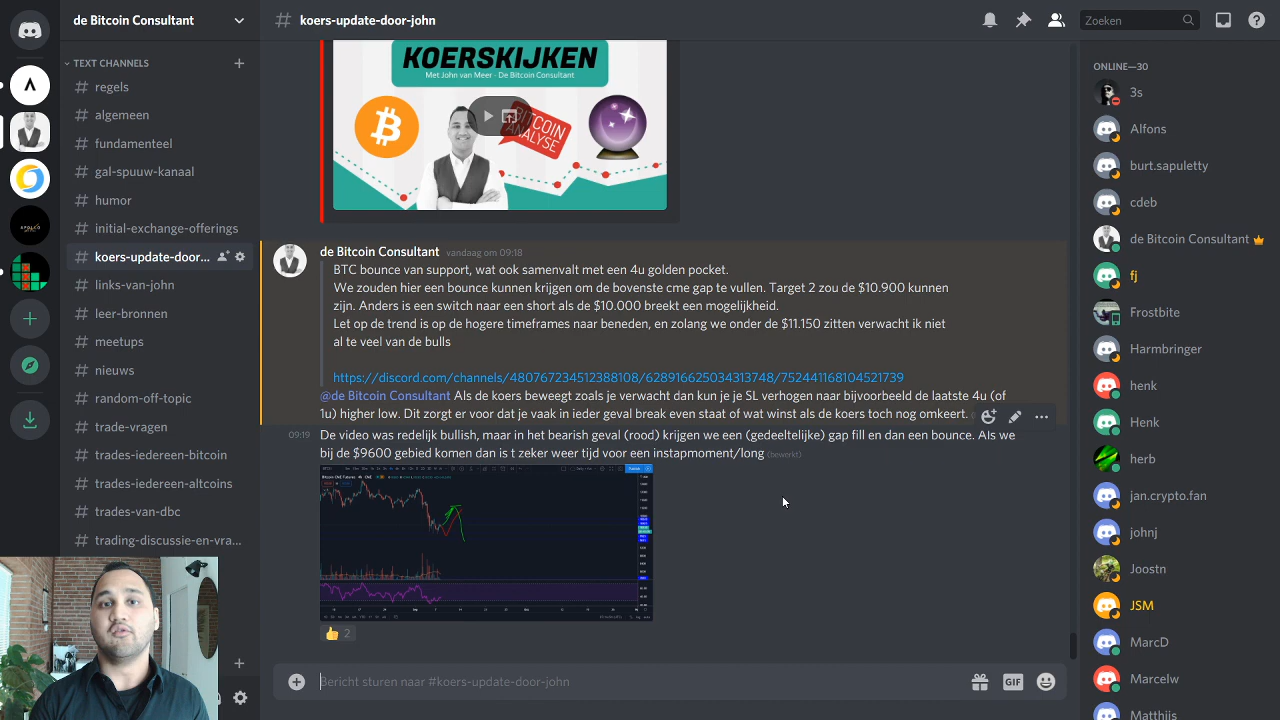 de Bitcoin Consultant
# koers-update-door-john
Zoeken
TEXT CHANNELS
# regels
# algemeen
# fundamenteel
# gal-spuuw-kanaal
# humor
# initial-exchange-offerings
# koers-update-door...
# links-van-john
# leer-bronnen
# meetups
# nieuws
# random-off-topic
# trade-vragen
# trades-iedereen-bitcoin
# trades-iedereen-altcoins
# trades-van-dbc
# trading-discussie-en-vra...
KOERSKIJKEN
Met John van Meer - De Bitcoin Consultant
BITCOIN
ANALYSE
de Bitcoin Consultant vandaag om 09:18
BTC bounce van support, wat ook samenvalt met een 4u golden pocket.
We zouden hier een bounce kunnen krijgen om de bovenste cme gap te vullen. Target 2 zou de $10.900 kunnen
zijn. Anders is een switch naar een short als de $10.000 breekt een mogelijkheid.
Let op de trend is op de hogere timeframes naar beneden, en zolang we onder de $11.150 zitten verwacht ik niet
al te veel van de bulls
https://discord.com/channels/480767234512388108/628916625034313748/752441168104521739
@de Bitcoin Consultant Als de koers beweegt zoals je verwacht dan kun je je SL verhogen naar bijvoorbeeld de laatste 4u (of
1u) higher low. Dit zorgt er voor dat je vaak in ieder geval break even staat of wat winst als de koers toch nog omkeert.
09:19 De video was redelijk bullish, maar in het bearish geval (rood) krijgen we een (gedeeltelijke) gap fill en dan een bounce. Als we
bij de $9600 gebied komen dan is t zeker weer tijd voor een instapmoment/long (bewerkt)
👍 2
Bericht sturen naar #koers-update-door-john
GIF
ONLINE—30
3s
Alfons
burt.sapuletty
cdeb
de Bitcoin Consultant
fj
Frostbite
Harmbringer
henk
Henk
herb
jan.crypto.fan
johnj
Joostn
JSM
MarcD
Marcelw
Matthijs